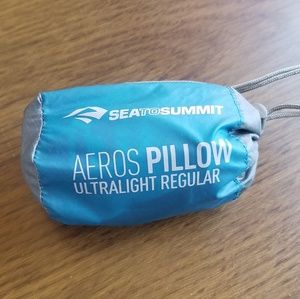 SEATOSUMMIT
AEROS PILLOW
ULTRALIGHT REGULAR